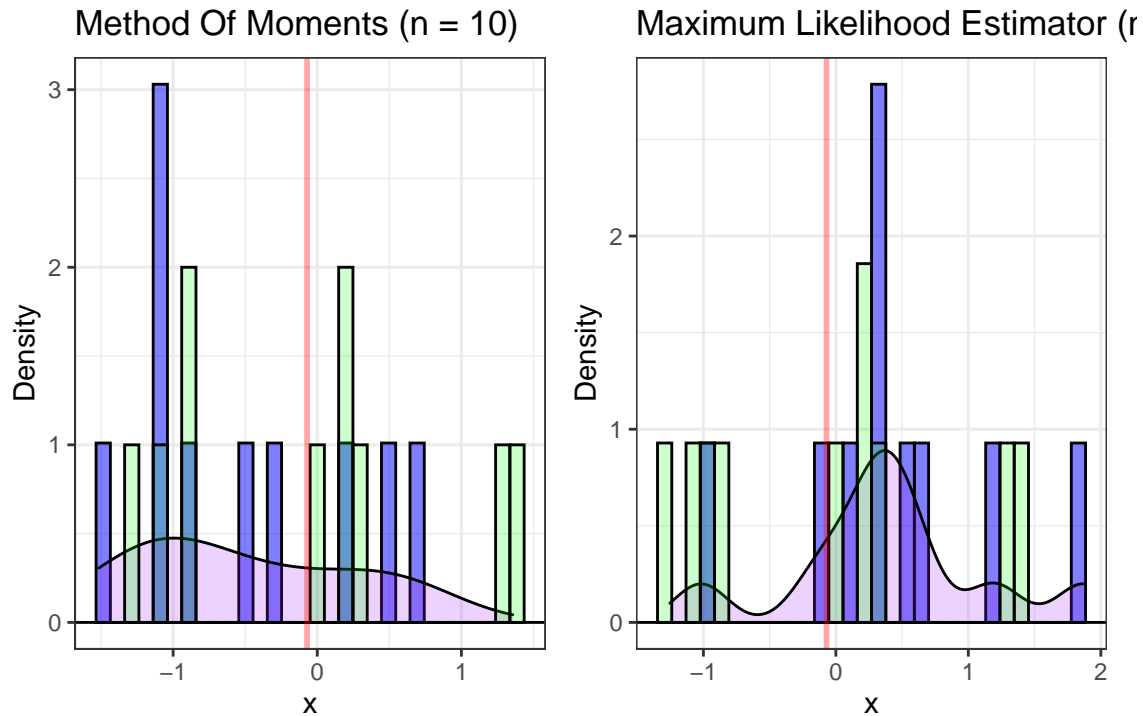 Method Of Moments (n = 10)
3
2
1
0
Density
−1
0
1
x
Maximum Likelihood Estimator (n
2
1
0
Density
−1
0
1
2
x